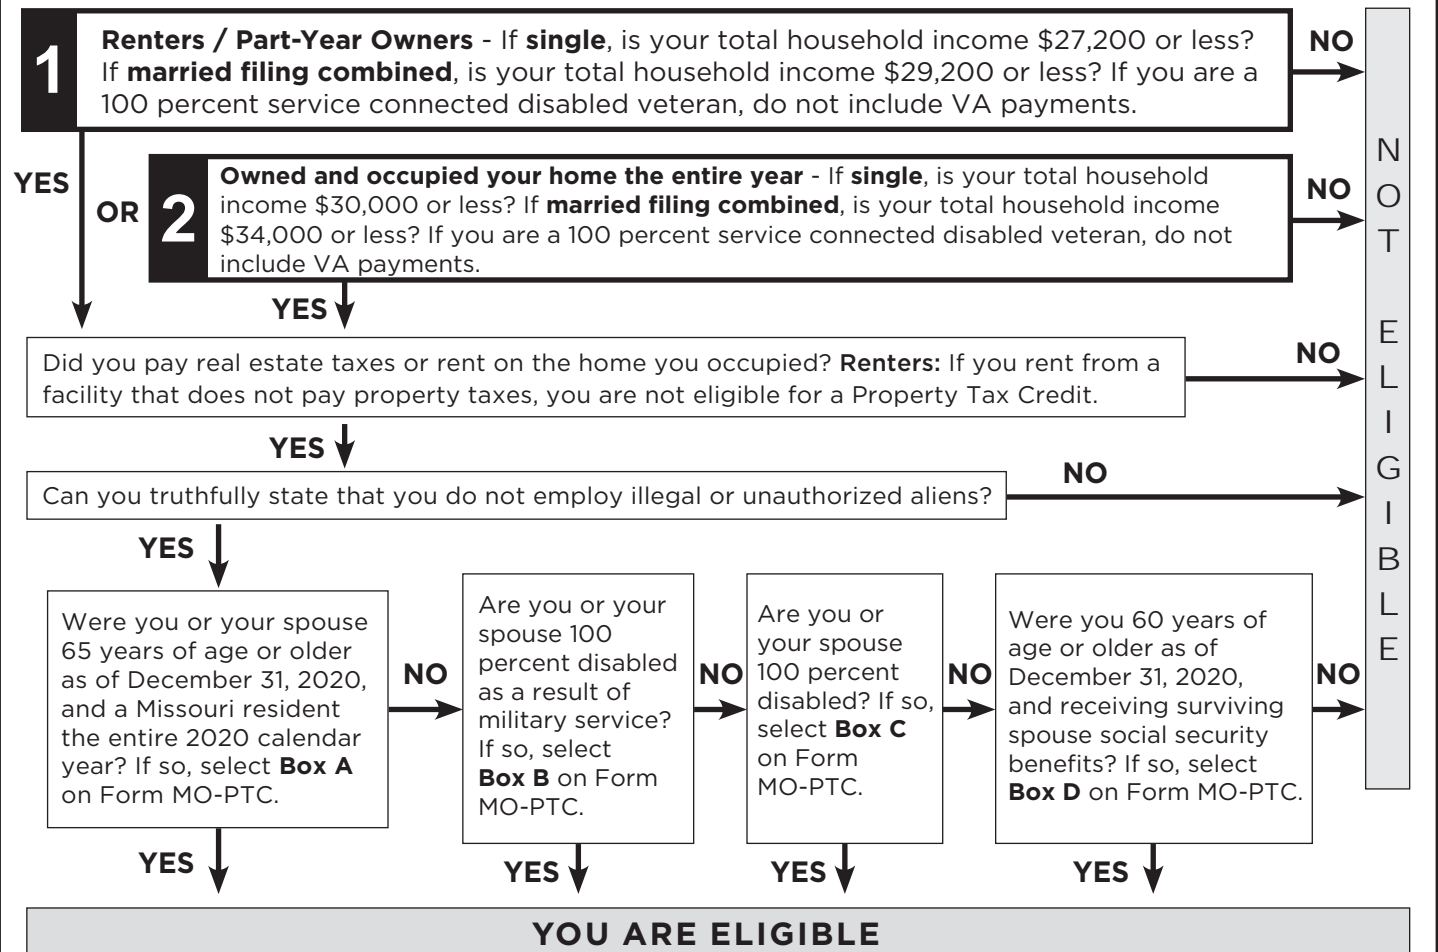 1
Renters / Part-Year Owners - If single, is your total household income $27,200 or less?
If married filing combined, is your total household income $29,200 or less? If you are a
100 percent service connected disabled veteran, do not include VA payments.
NO
YES
OR
2
Owned and occupied your home the entire year - If single, is your total household
income $30,000 or less? If married filing combined, is your total household income
$34,000 or less? If you are a 100 percent service connected disabled veteran, do not
include VA payments.
NO
YES
Did you pay real estate taxes or rent on the home you occupied? Renters: If you rent from a
facility that does not pay property taxes, you are not eligible for a Property Tax Credit.
NO
YES
Can you truthfully state that you do not employ illegal or unauthorized aliens?
NO
YES
Were you or your spouse
65 years of age or older
as of December 31, 2020,
and a Missouri resident
the entire 2020 calendar
year? If so, select Box A
on Form MO-PTC.
NO
YES
Are you or your
spouse 100
percent disabled
as a result of
military service?
If so, select
Box B on Form
MO-PTC.
NO
YES
Are you or
your spouse
100 percent
disabled? If so,
select Box C
on Form
MO-PTC.
NO
YES
Were you 60 years of
age or older as of
December 31, 2020,
and receiving surviving
spouse social security
benefits? If so, select
Box D on Form MO-PTC.
NO
YES
NOT ELIGIBLE
YOU ARE ELIGIBLE